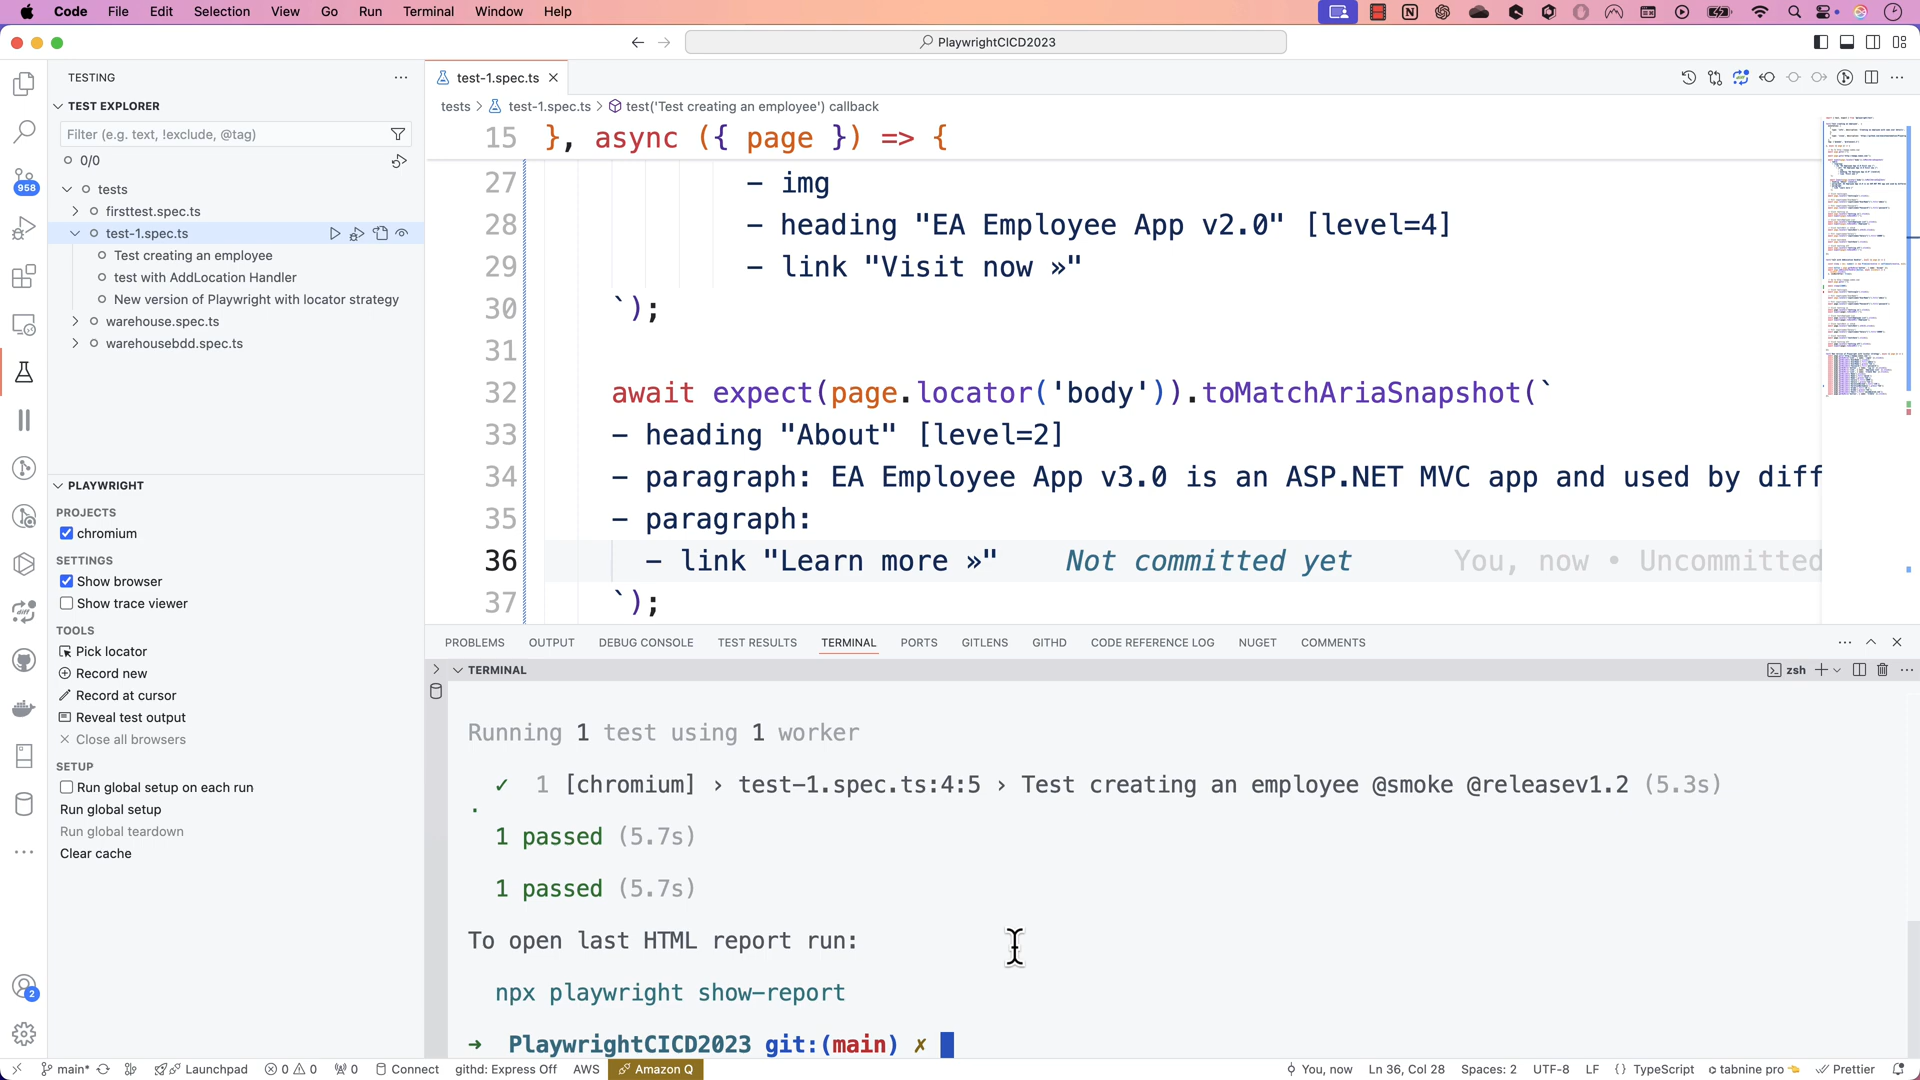 Code File Edit Selection View Go Run Terminal Window Help
PlaywrightCICD2023
TESTING
TEST EXPLORER
Filter (e.g. text, !exclude, @tag)
0/0
tests
firsttest.spec.ts
test-1.spec.ts
Test creating an employee
test with AddLocation Handler
New version of Playwright with locator strategy
warehouse.spec.ts
warehousebdd.spec.ts
958
PLAYWRIGHT
PROJECTS
chromium
SETTINGS
Show browser
Show trace viewer
TOOLS
Pick locator
Record new
Record at cursor
Reveal test output
Close all browsers
SETUP
Run global setup on each run
Run global setup
Run global teardown
Clear cache
2
test-1.spec.ts
tests > test-1.spec.ts > test('Test creating an employee') callback
15 }, async ({ page }) => {
27 - img
28 - heading "EA Employee App v2.0" [level=4]
29 - link "Visit now »"
30 `);
31
32 await expect(page.locator('body')).toMatchAriaSnapshot(`
33 - heading "About" [level=2]
34 - paragraph: EA Employee App v3.0 is an ASP.NET MVC app and used by diff
35 - paragraph:
36 - link "Learn more »" Not committed yet You, now • Uncommitted
37 `);
PROBLEMS OUTPUT DEBUG CONSOLE TEST RESULTS TERMINAL PORTS GITLENS GITHD CODE REFERENCE LOG NUGET COMMENTS
TERMINAL
zsh
Running 1 test using 1 worker
✓ 1 [chromium] › test-1.spec.ts:4:5 › Test creating an employee @smoke @releasev1.2 (5.3s)
.
1 passed (5.7s)
1 passed (5.7s)
To open last HTML report run:
npx playwright show-report
➜ PlaywrightCICD2023 git:(main) ✗
main* Launchpad 0 0 0 Connect githd: Express Off AWS Amazon Q You, now Ln 36, Col 28 Spaces: 2 UTF-8 LF {} TypeScript tabnine pro Prettier